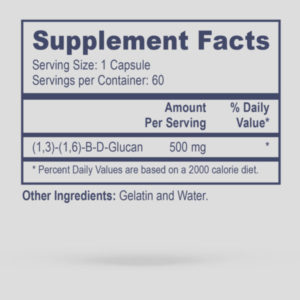 Supplement Facts
Serving Size: 1 Capsule
Servings per Container: 60
Amount % Daily
Per Serving Value*
(1,3)-(1,6)-B-D-Glucan 500 mg *
* Percent Daily Values are based on a 2000 calorie diet.
Other Ingredients: Gelatin and Water.